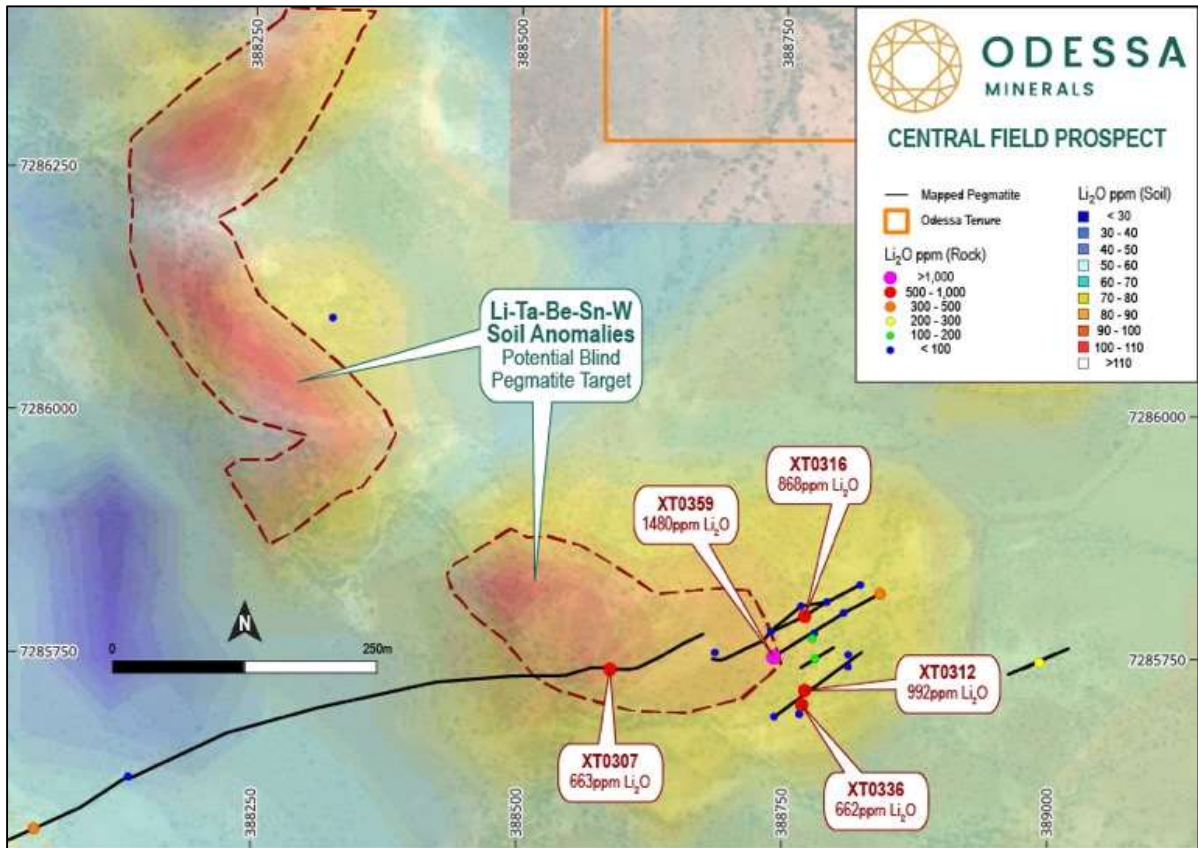 388250
388500
388750
ODESSA
MINERALS
CENTRAL FIELD PROSPECT
Mapped Pegmatite
Odessa Tenure
Li₂O ppm (Rock)
>1,000
500 - 1,000
300 - 500
200 - 300
100 - 200
< 100
Li₂O ppm (Soil)
< 30
30 - 40
40 - 50
50 - 60
60 - 70
70 - 80
80 - 90
90 - 100
100 - 110
>110
7286250
7286250
Li-Ta-Be-Sn-W
Soil Anomalies
Potential Blind
Pegmatite Target
7286000
7286000
XT0316
868ppm Li₂O
XT0359
1480ppm Li₂O
N
0
250m
7285750
7285750
XT0312
992ppm Li₂O
XT0307
663ppm Li₂O
XT0336
662ppm Li₂O
388250
388500
388750
389000